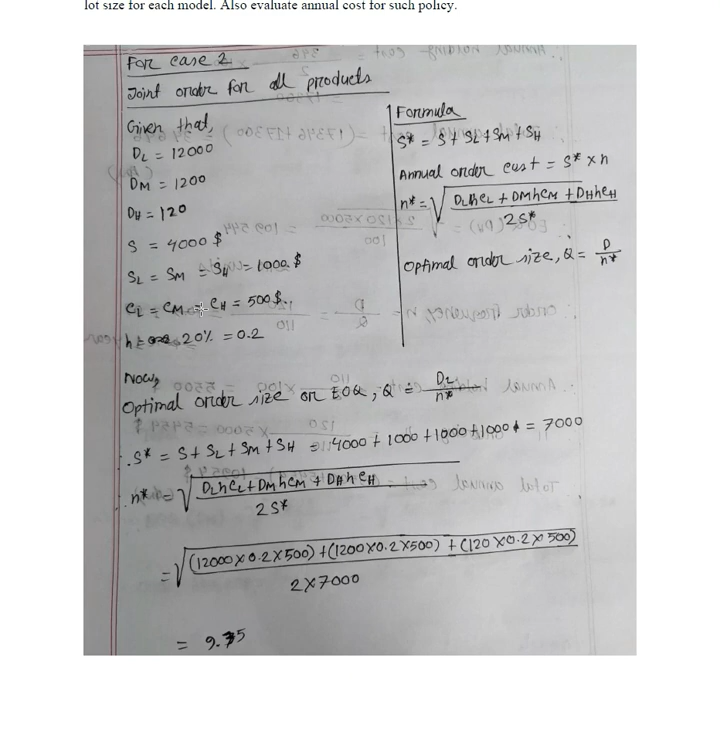 lot size for each model. Also evaluate annual cost for such policy.
For case 2
Joint order for all products
Given that,
DL = 12000
DM = 1200
DH = 120
S = 4000 $
SL = SM = SH = 1000 $
CL = CM = CH = 500 $
h = 20% = 0.2
Formula
S* = S + SL + SM + SH
Annual order cost = S* × n
n* = √ DLhCL + DMhCM + DHhCH / 2S*
Optimal order size, Q = D / n*
Now,
Optimal order size or EOQ, Q = DL / n*
∴ S* = S + SL + SM + SH = 4000 + 1000 + 1000 + 1000 = 7000
∴ n* = √ DLhCL + DMhCM + DHhCH / 2S*
= √ (12000 × 0.2 × 500) + (1200 × 0.2 × 500) + (120 × 0.2 × 500) / 2 × 7000
= 9.75